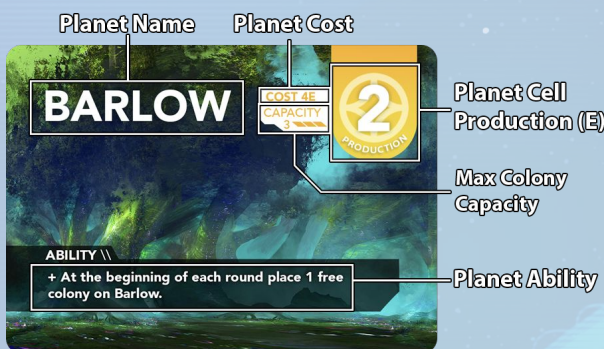 Planet Name
Planet Cost
BARLOW
COST 4E
CAPACITY
3
2
PRODUCTION
Planet Cell
Production (E)
Max Colony
Capacity
ABILITY \\
+ At the beginning of each round place 1 free
colony on Barlow.
Planet Ability